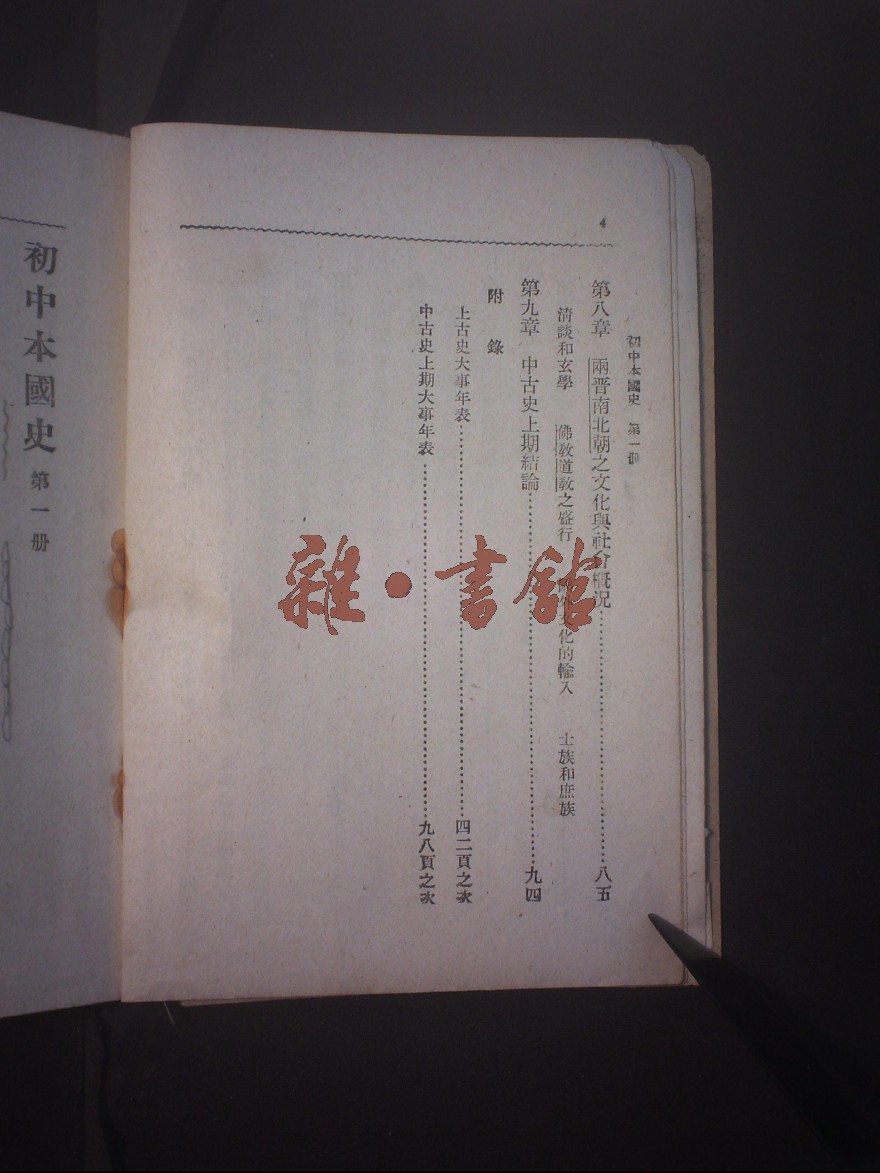 4
初中本國史 第一冊
第八章 兩晉南北朝之文化與社會概況……八五
清談和玄學 佛教道教之盛行 文化的輸入 士族和庶族
第九章 中古史上期結論……九四
附錄
上古史大事年表……四二頁之次
中古史上期大事年表……九八頁之次
初中本國史 第一册
雜·書館